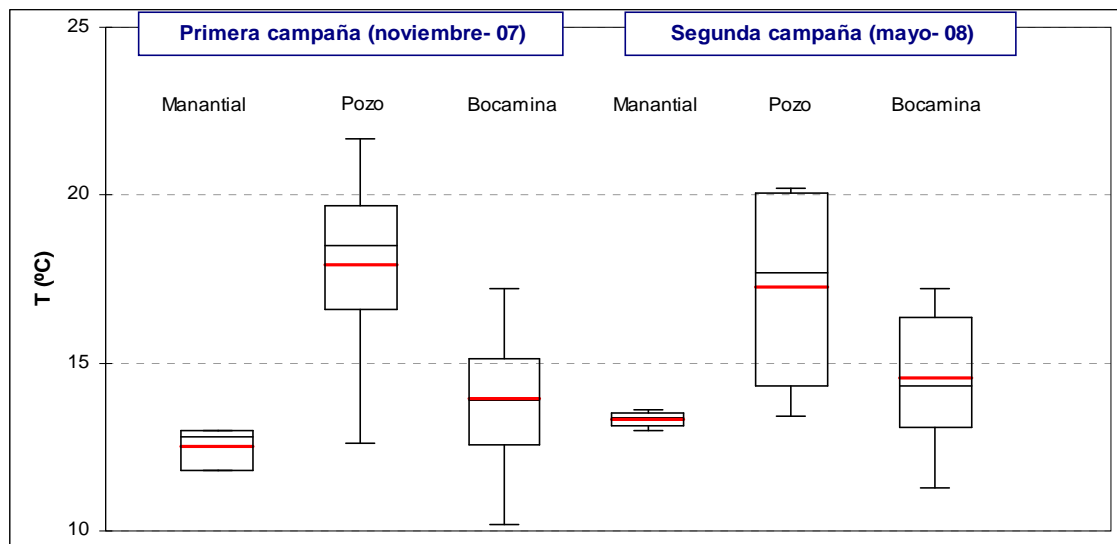 Primera campaña (noviembre- 07)
Segunda campaña (mayo- 08)
Manantial
Pozo
Bocamina
Manantial
Pozo
Bocamina
T (ºC)
25
20
15
10